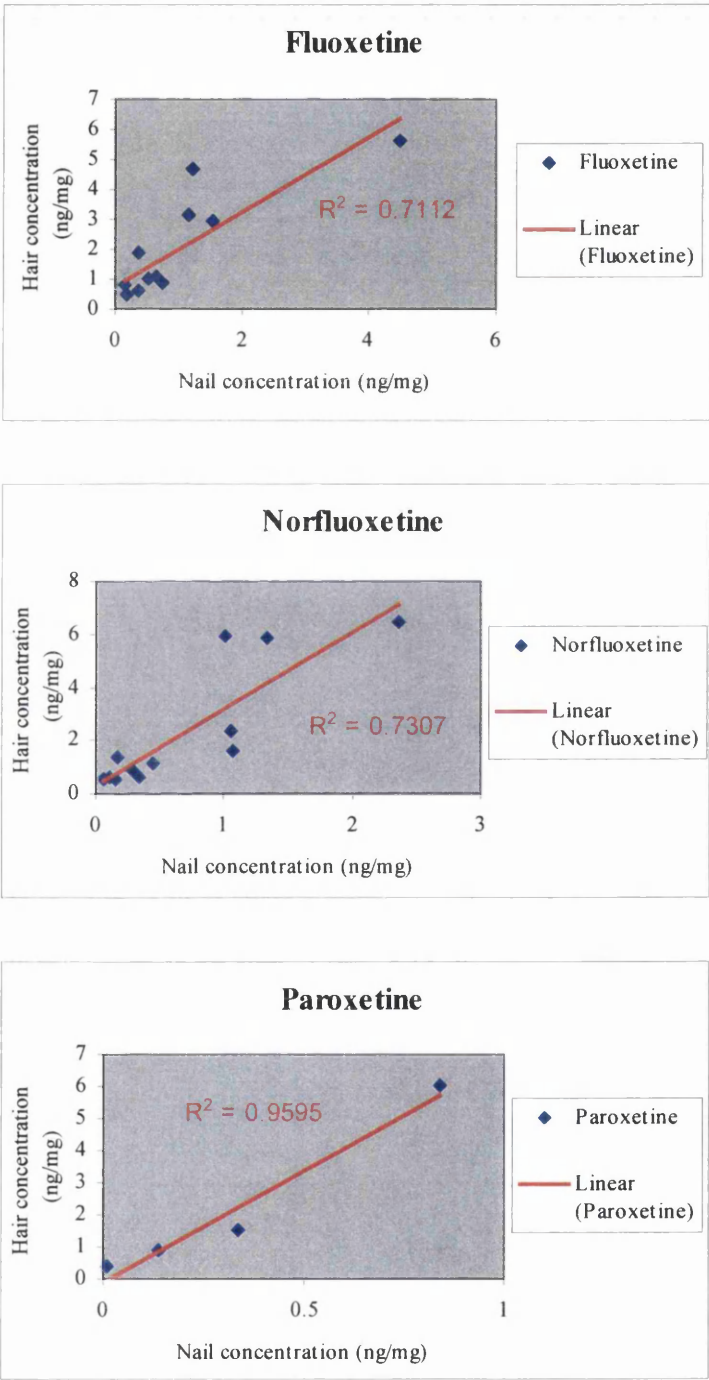 Fluoxetine
Hair concentration
(ng/mg)
7
6
5
4
3
2
1
0
R² = 0.7112
0 2 4 6
Nail concentration (ng/mg)
Fluoxetine
Linear
(Fluoxetine)
Norfluoxetine
Hair concentration
(ng/mg)
8
6
4
2
0
R² = 0.7307
0 1 2 3
Nail concentration (ng/mg)
Norfluoxetine
Linear
(Norfluoxetine)
Paroxetine
Hair concentration
(ng/mg)
7
6
5
4
3
2
1
0
R² = 0.9595
0 0.5 1
Nail concentration (ng/mg)
Paroxetine
Linear
(Paroxetine)